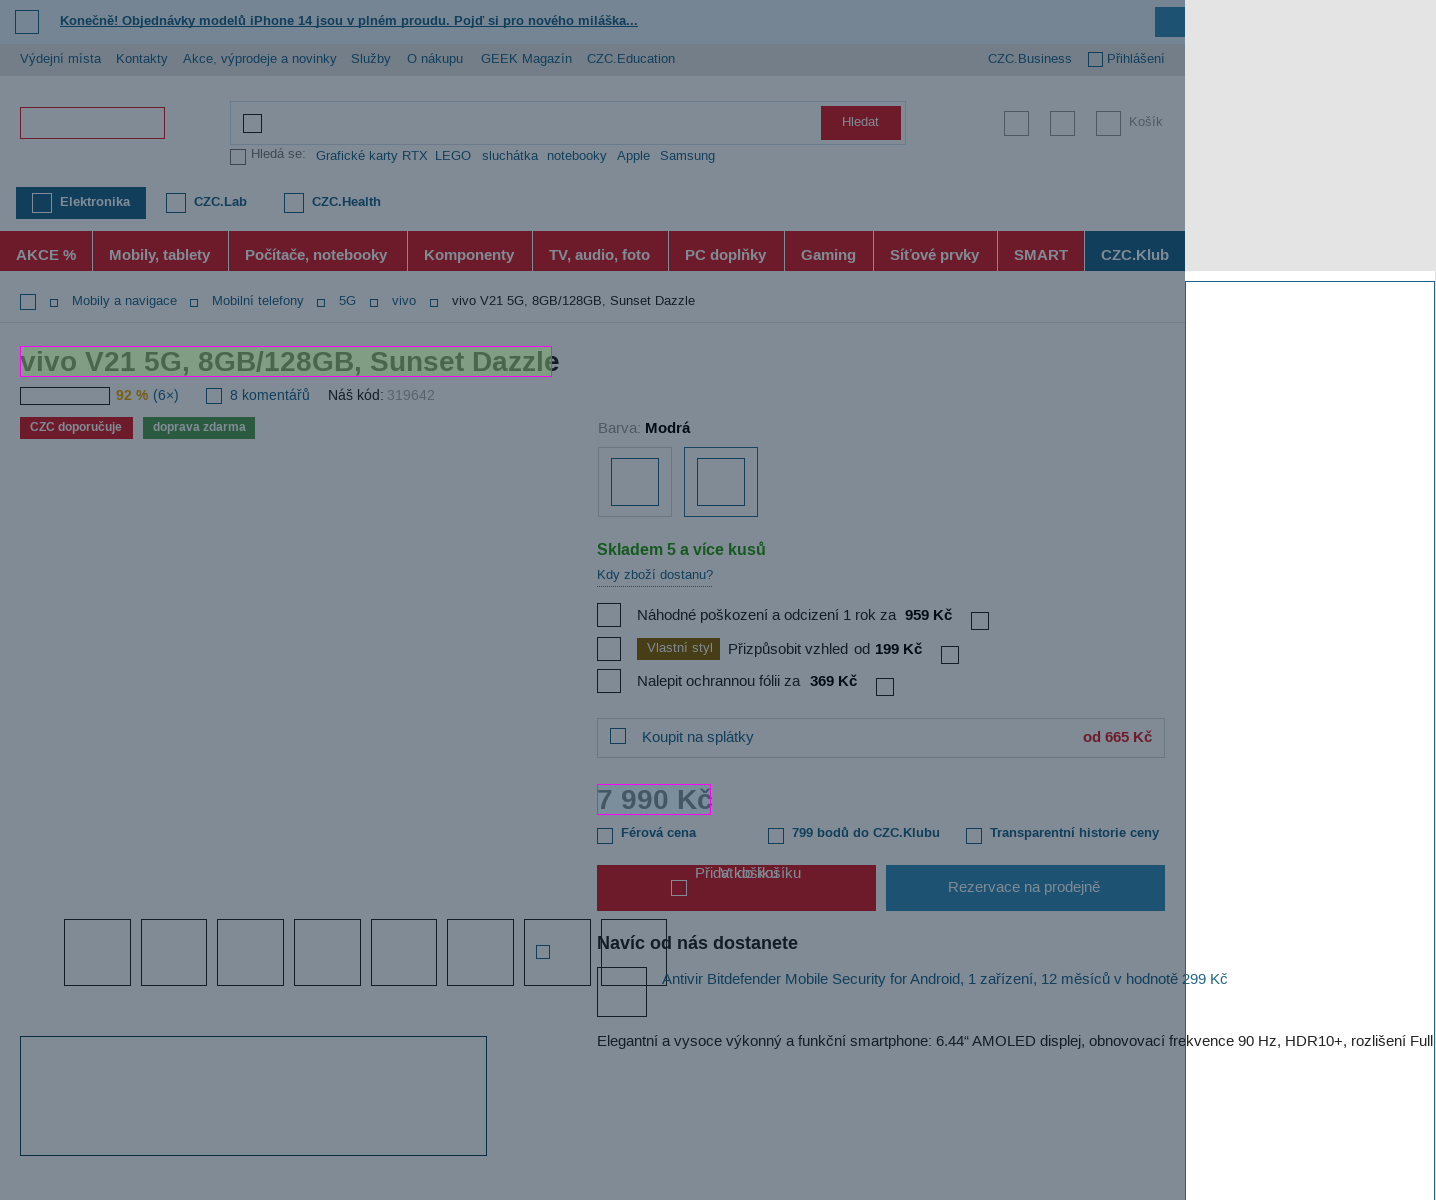 Konečně! Objednávky modelů iPhone 14 jsou v plném proudu. Pojď si pro nového miláška...
Výdejní místa Kontakty Akce, výprodeje a novinky Služby O nákupu GEEK Magazín CZC.Education CZC.Business Přihlášení
Hledat Košík
Hledá se: Grafické karty RTX LEGO sluchátka notebooky Apple Samsung
Elektronika CZC.Lab CZC.Health
AKCE % Mobily, tablety Počítače, notebooky Komponenty TV, audio, foto PC doplňky Gaming Síťové prvky SMART CZC.Klub
Mobily a navigace Mobilní telefony 5G vivo vivo V21 5G, 8GB/128GB, Sunset Dazzle
vivo V21 5G, 8GB/128GB, Sunset Dazzle
92 % (6×) 8 komentářů Náš kód: 319642
CZC doporučuje doprava zdarma
Barva: Modrá
Skladem 5 a více kusů
Kdy zboží dostanu?
Náhodné poškození a odcizení 1 rok za 959 Kč
Vlastní styl Přizpůsobit vzhled od 199 Kč
Nalepit ochrannou fólii za 369 Kč
Koupit na splátky od 665 Kč
7 990 Kč
Férová cena 799 bodů do CZC.Klubu Transparentní historie ceny
Přidat do košíku V košíku Rezervace na prodejně
Navíc od nás dostanete
Antivir Bitdefender Mobile Security for Android, 1 zařízení, 12 měsíců v hodnotě 299 Kč
Elegantní a vysoce výkonný a funkční smartphone: 6.44“ AMOLED displej, obnovovací frekvence 90 Hz, HDR10+, rozlišení Full